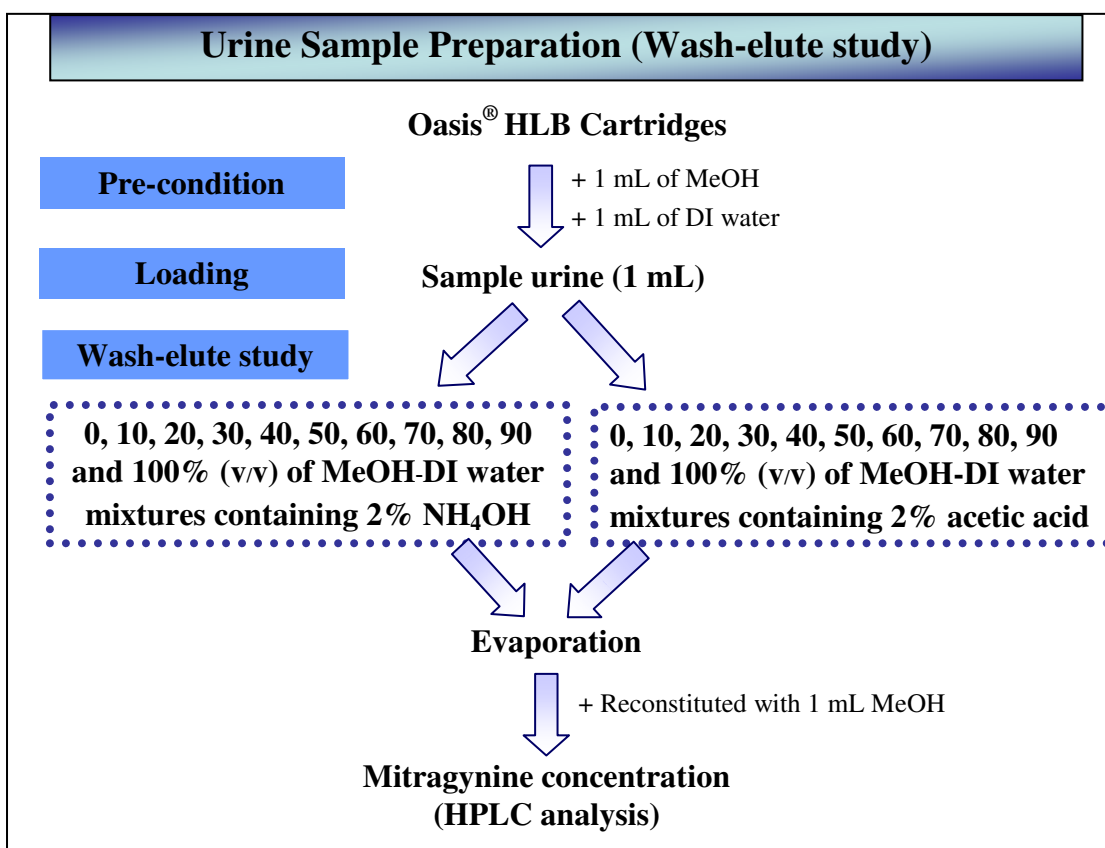 Urine Sample Preparation (Wash-elute study)
Oasis® HLB Cartridges
Pre-condition
+ 1 mL of MeOH
+ 1 mL of DI water
Loading
Sample urine (1 mL)
Wash-elute study
0, 10, 20, 30, 40, 50, 60, 70, 80, 90
and 100% (v/v) of MeOH-DI water
mixtures containing 2% NH₄OH
0, 10, 20, 30, 40, 50, 60, 70, 80, 90
and 100% (v/v) of MeOH-DI water
mixtures containing 2% acetic acid
Evaporation
+ Reconstituted with 1 mL MeOH
Mitragynine concentration
(HPLC analysis)